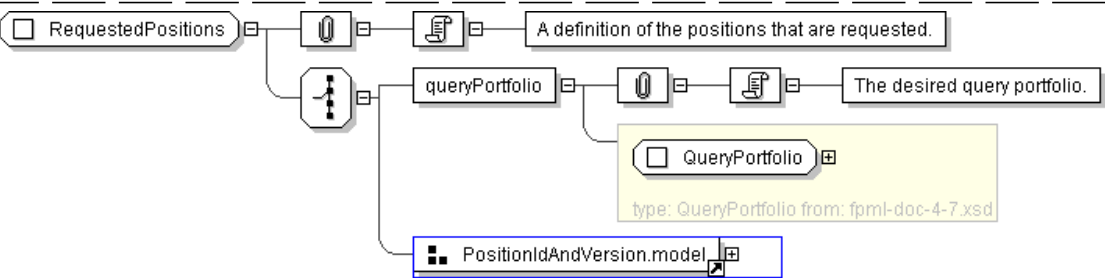 RequestedPositions
A definition of the positions that are requested.
queryPortfolio
The desired query portfolio.
QueryPortfolio
type: QueryPortfolio from: fpml-doc-4-7.xsd
PositionIdAndVersion.model